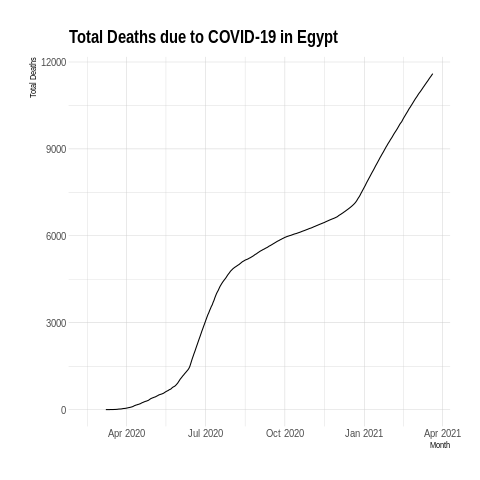 Total Deaths due to COVID-19 in Egypt
Total Deaths
12000
9000
6000
3000
0
Apr 2020 Jul 2020 Oct 2020 Jan 2021 Apr 2021
Month